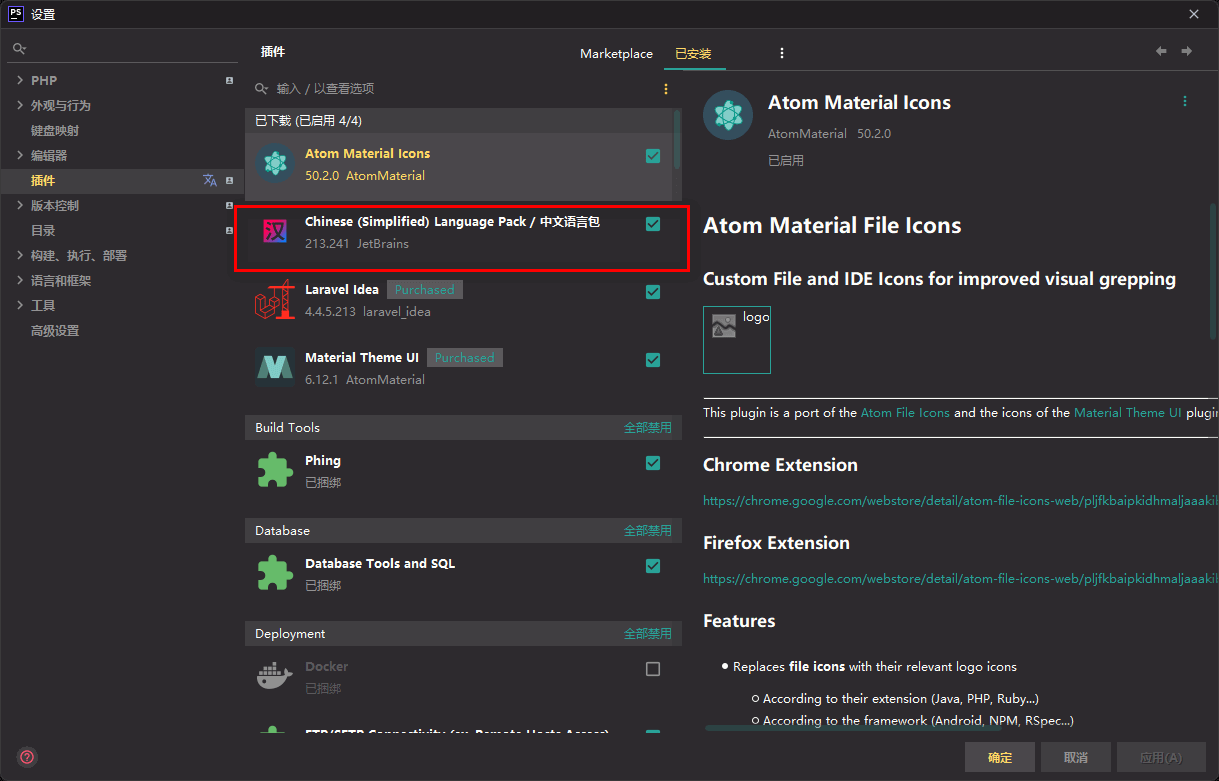 PS 设置
插件
Marketplace
已安装
PHP
外观与行为
键盘映射
编辑器
插件
版本控制
目录
构建、执行、部署
语言和框架
工具
高级设置
输入 / 以查看选项
已下载 (已启用 4/4)
Atom Material Icons
50.2.0 AtomMaterial
汉
Chinese (Simplified) Language Pack / 中文语言包
213.241 JetBrains
Laravel Idea Purchased
4.4.5.213 laravel_idea
Material Theme UI Purchased
6.12.1 AtomMaterial
Build Tools 全部禁用
Phing
已捆绑
Database 全部禁用
Database Tools and SQL
已捆绑
Deployment 全部禁用
Docker
已捆绑
Atom Material Icons
AtomMaterial 50.2.0
已启用
Atom Material File Icons
Custom File and IDE Icons for improved visual grepping
logo
This plugin is a part of the Atom File Icons and the icons of the Material Theme UI plugin
Chrome Extension
https://chrome.google.com/webstore/detail/atom-file-icons-web/pljfkbaipkidhmaljaaaki
Firefox Extension
https://chrome.google.com/webstore/detail/atom-file-icons-web/pljfkbaipkidhmaljaaaki
Features
Replaces file icons with their relevant logo icons
According to their extension (Java, PHP, Ruby...)
According to the framework (Android, NPM, RSpec...)
确定
取消
应用(A)